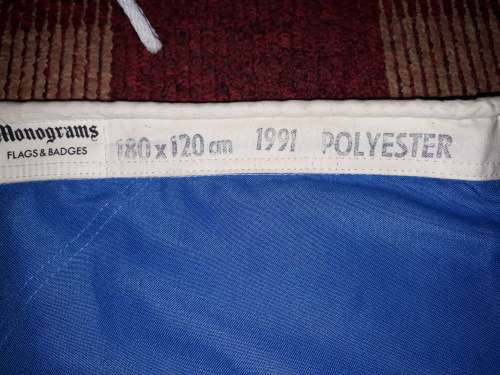 Monograms
FLAGS & BADGES
180 x 120 cm 1991 POLYESTER